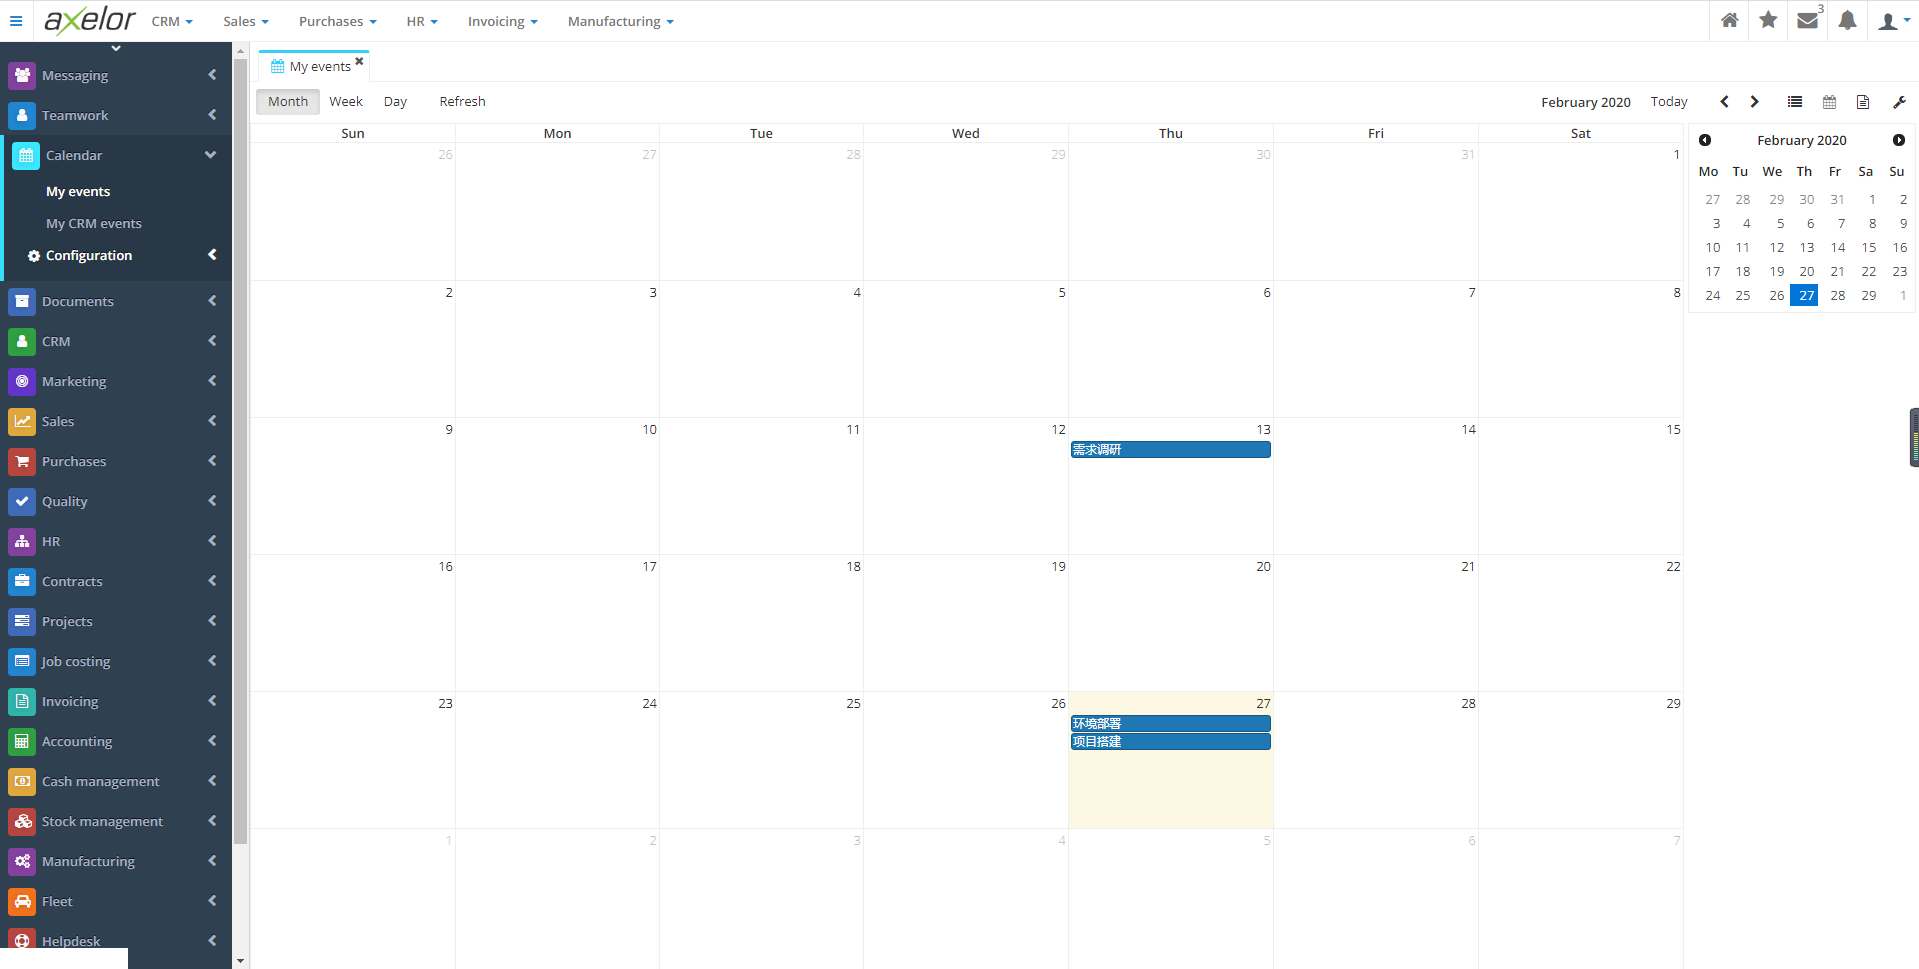 axelor CRM Sales Purchases HR Invoicing Manufacturing 3
Messaging
Teamwork
Calendar
My events
My CRM events
Configuration
Documents
CRM
Marketing
Sales
Purchases
Quality
HR
Contracts
Projects
Job costing
Invoicing
Accounting
Cash management
Stock management
Manufacturing
Fleet
Helpdesk
My events
Month Week Day Refresh February 2020 Today
Sun Mon Tue Wed Thu Fri Sat
26 27 28 29 30 31 1
2 3 4 5 6 7 8
9 10 11 12 13 14 15
需求调研
16 17 18 19 20 21 22
23 24 25 26 27 28 29
环境部署
项目搭建
1 2 3 4 5 6 7
February 2020
Mo Tu We Th Fr Sa Su
27 28 29 30 31 1 2
3 4 5 6 7 8 9
10 11 12 13 14 15 16
17 18 19 20 21 22 23
24 25 26 27 28 29 1